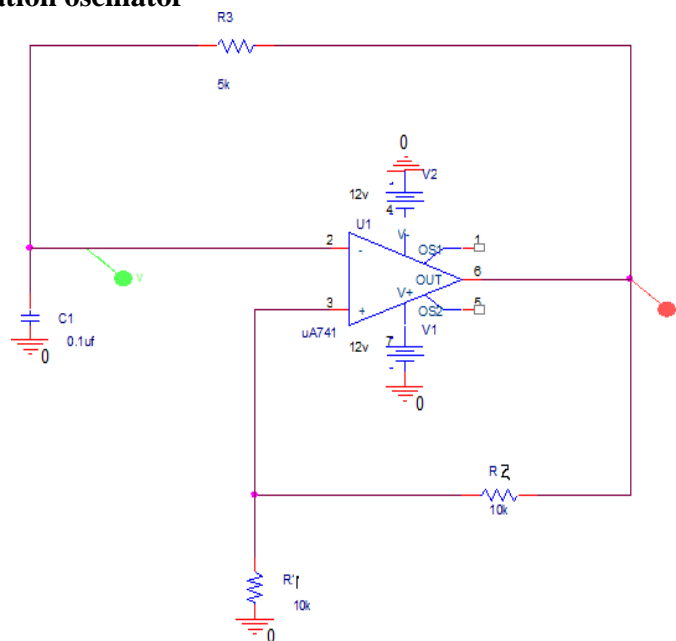 ation oscillator
R3
5k
0
V2
12v
4
U1
V-
2
-
OS1
1
OUT
6
3
+
V+
OS2
5
uA741
7
V1
12v
-
0
V
C1
0.1uf
0
R2
10k
R1
10k
0